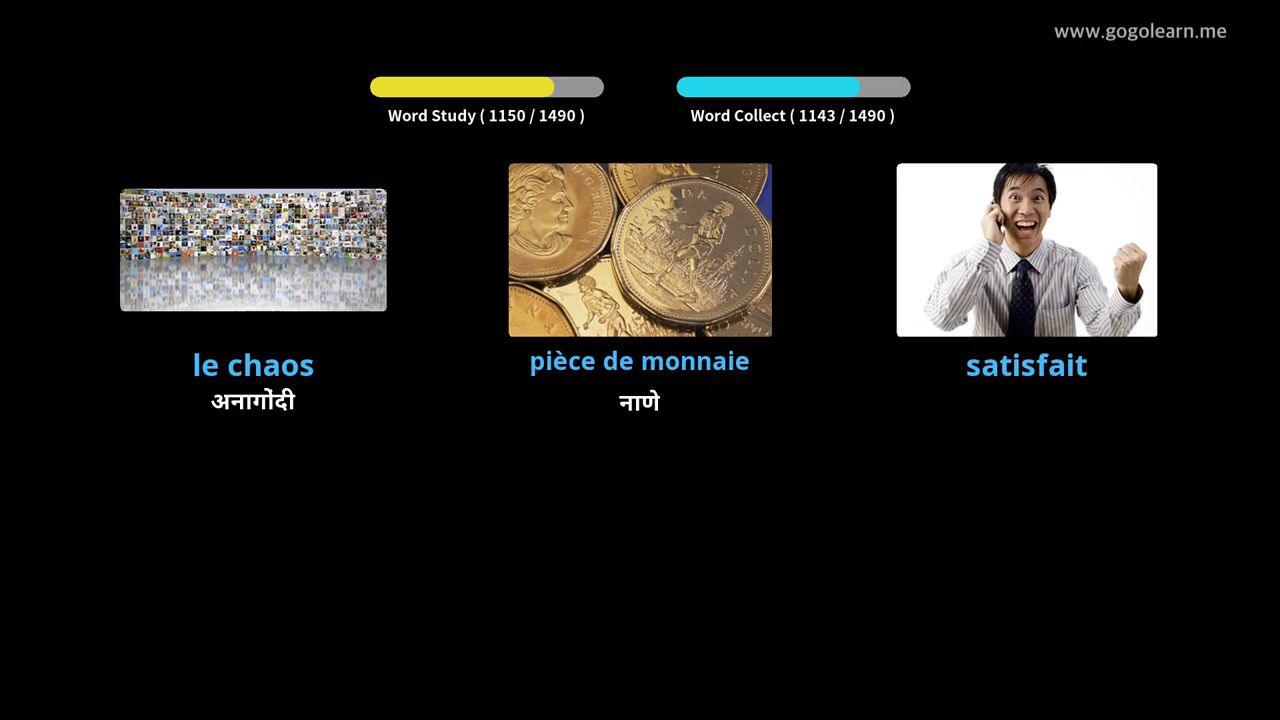 www.gogolearn.me
Word Study ( 1150 / 1490 )
Word Collect ( 1143 / 1490 )
le chaos
अनागोंदी
pièce de monnaie
नाणे
satisfait